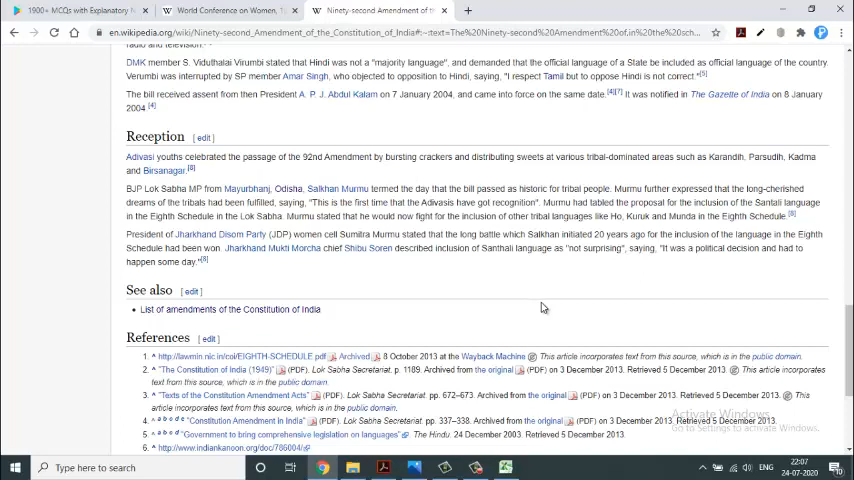 1900+ MCQs with Explanatory N
World Conference on Women, 
Ninety-second Amendment of th
en.wikipedia.org/wiki/Ninety-second_Amendment_of_the_Constitution_of_India#:~:text=The%20Ninety-second%20Amendment%20of,in%20the%20sch...
radio and television.
DMK member S. Viduthalai Virumbi stated that Hindi was not a "majority language", and demanded that the official language of a State be included as official language of the country.
Verumbi was interrupted by SP member Amar Singh, who objected to opposition to Hindi, saying, "I respect Tamil but to oppose Hindi is not correct."[5]
The bill received assent from then President A. P. J. Abdul Kalam on 7 January 2004, and came into force on the same date.[4][7] It was notified in The Gazette of India on 8 January
2004.[4]
Reception [ edit ]
Adivasi youths celebrated the passage of the 92nd Amendment by bursting crackers and distributing sweets at various tribal-dominated areas such as Karandih, Parsudih, Kadma
and Birsanagar.[8]
BJP Lok Sabha MP from Mayurbhanj, Odisha, Salkhan Murmu termed the day that the bill passed as historic for tribal people. Murmu further expressed that the long-cherished
dreams of the tribals had been fulfilled, saying, "This is the first time that the Adivasis have got recognition". Murmu had tabled the proposal for the inclusion of the Santali language
in the Eighth Schedule in the Lok Sabha. Murmu stated that he would now fight for the inclusion of other tribal languages like Ho, Kuruk and Munda in the Eighth Schedule.[8]
President of Jharkhand Disom Party (JDP) women cell Sumitra Murmu stated that the long battle which Salkhan initiated 20 years ago for the inclusion of the language in the Eighth
Schedule had been won. Jharkhand Mukti Morcha chief Shibu Soren described inclusion of Santhali language as "not surprising", saying, "It was a political decision and had to
happen some day."[8]
See also [ edit ]
• List of amendments of the Constitution of India
References [ edit ]
1. ^ http://lawmin.nic.in/coi/EIGHTH-SCHEDULE.pdf Archived 8 October 2013 at the Wayback Machine This article incorporates text from this source, which is in the public domain.
2. ^ "The Constitution of India (1949)" (PDF). Lok Sabha Secretariat. p. 1189. Archived from the original (PDF) on 3 December 2013. Retrieved 5 December 2013. This article incorporates
text from this source, which is in the public domain.
3. ^ "Texts of the Constitution Amendment Acts" (PDF). Lok Sabha Secretariat. pp. 672–673. Archived from the original (PDF) on 3 December 2013. Retrieved 5 December 2013. This
article incorporates text from this source, which is in the public domain.
4. ^ a b c d e "Constitution Amendment in India" (PDF). Lok Sabha Secretariat. pp. 337–338. Archived from the original (PDF) on 3 December 2013. Retrieved 5 December 2013.
5. ^ a b c d "Government to bring comprehensive legislation on languages". The Hindu. 24 December 2003. Retrieved 5 December 2013.
6. ^ http://www.indiankanoon.org/doc/786004/
Activate Windows
Go to Settings to activate Windows.
Type here to search
ENG
22:07
24-07-2020